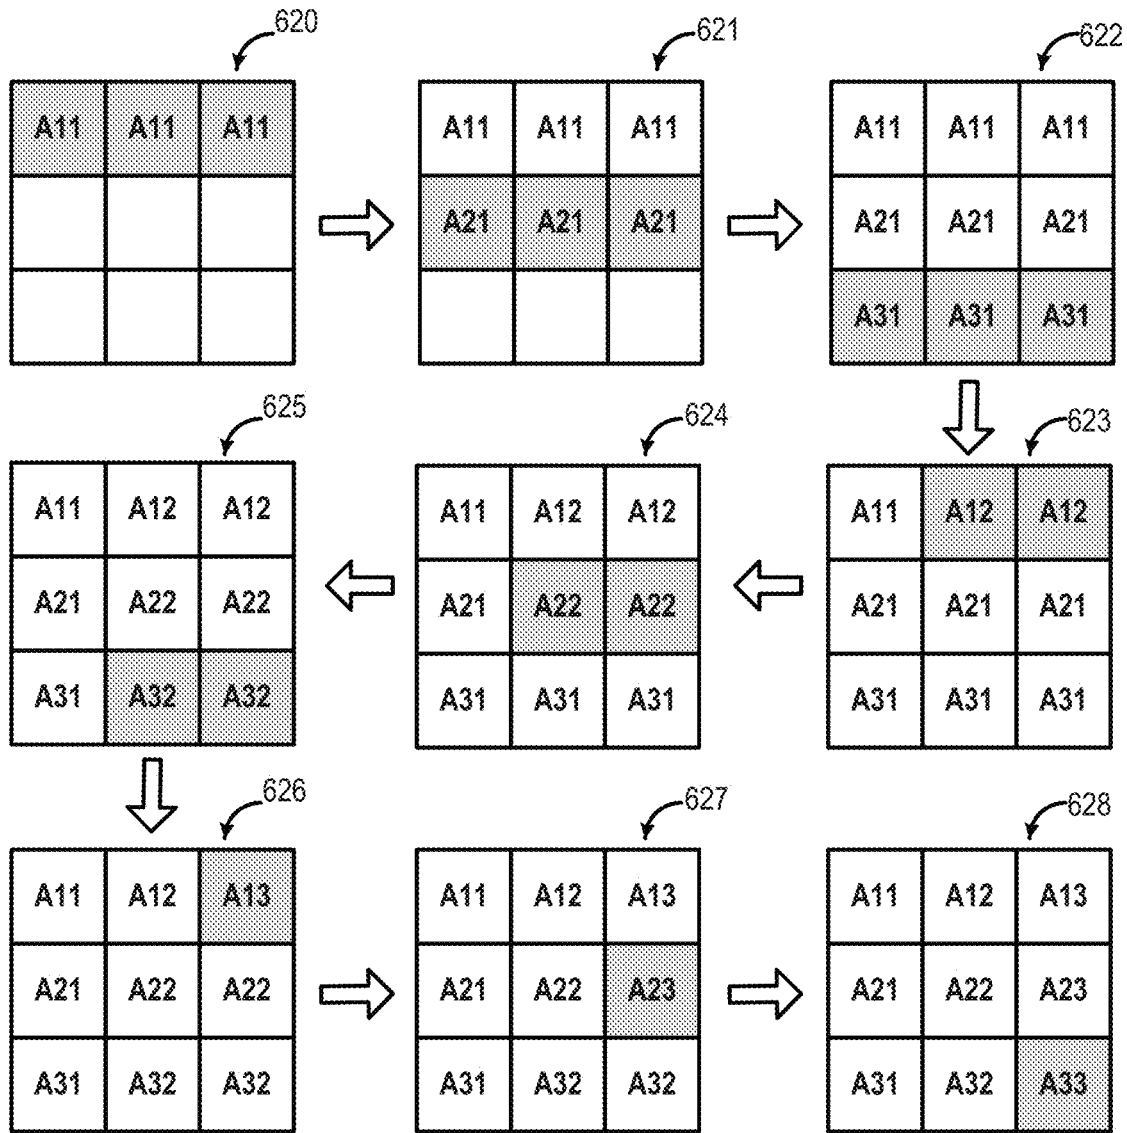 620 621 622
A11 A11 A11 A11 A11 A11 A11 A11 A11
A21 A21 A21 A21 A21 A21
A31 A31 A31
625 624 623
A11 A12 A12 A11 A12 A12 A11 A12 A12
A21 A22 A22 A21 A22 A22 A21 A21 A21
A31 A32 A32 A31 A31 A31 A31 A31 A31
626 627 628
A11 A12 A13 A11 A12 A13 A11 A12 A13
A21 A22 A22 A21 A22 A23 A21 A22 A23
A31 A32 A32 A31 A32 A32 A31 A32 A33